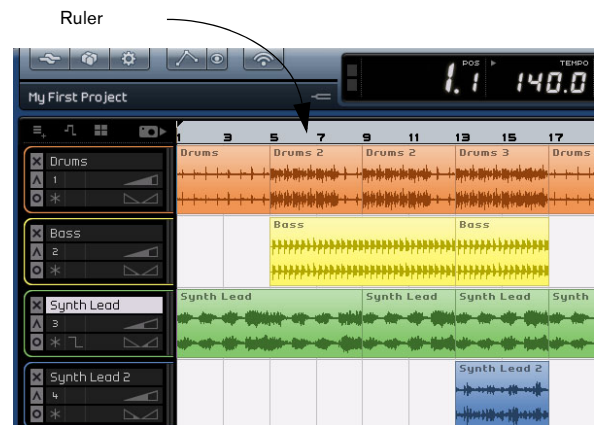 Ruler
POS TEMPO
1. 1 140.0
My First Project
1 3 5 7 9 11 13 15 17
Drums Drums Drums 2 Drums 2 Drums 3 Drums
1
Bass Bass Bass
2
Synth Lead Synth Lead Synth Lead Synth Lead Synth
3
Synth Lead 2 Synth Lead 2
4